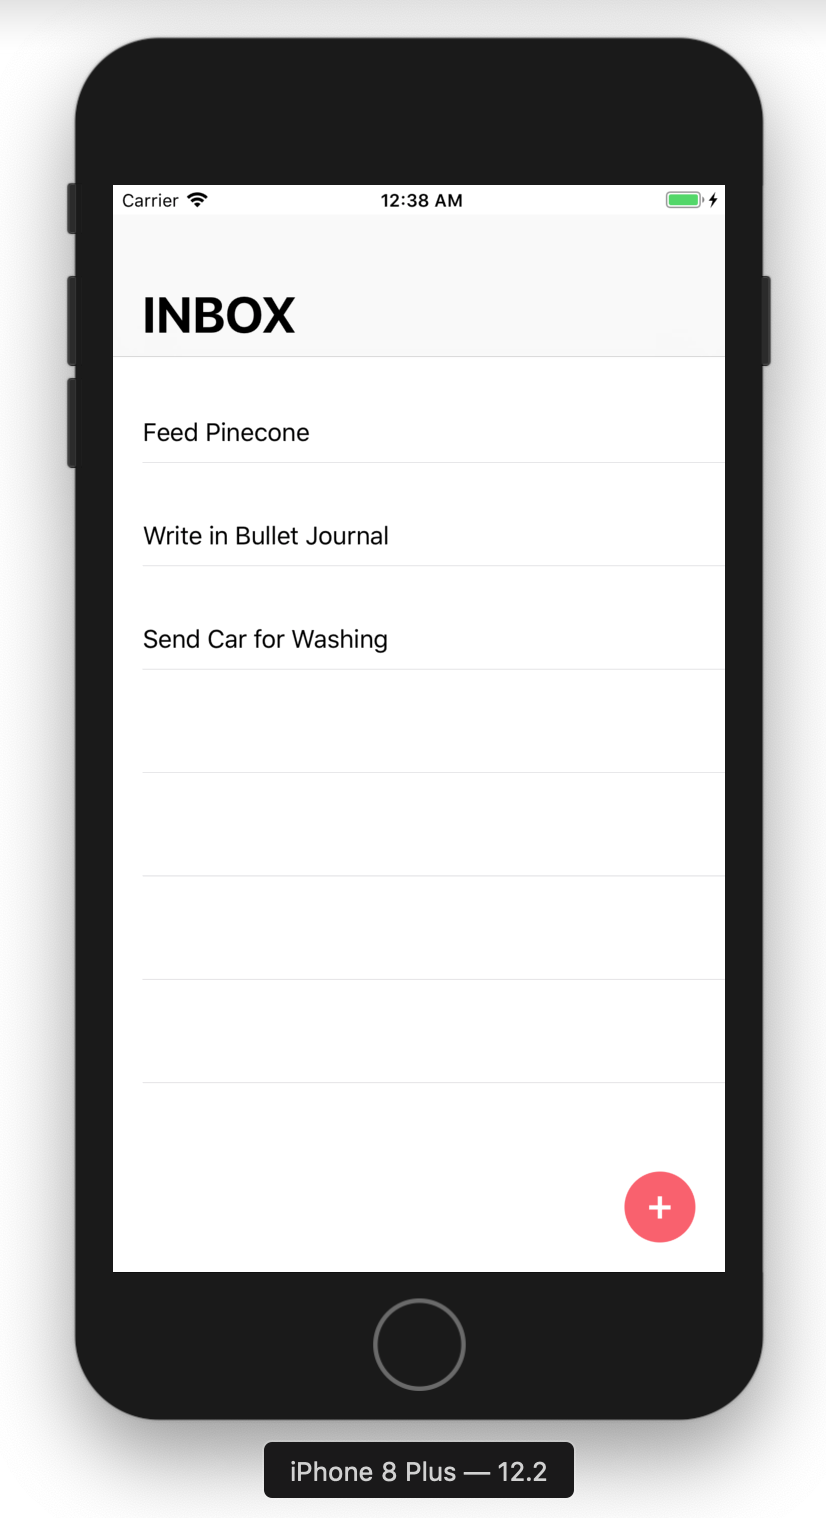 Carrier 12:38 AM
INBOX
Feed Pinecone
Write in Bullet Journal
Send Car for Washing
+
iPhone 8 Plus — 12.2